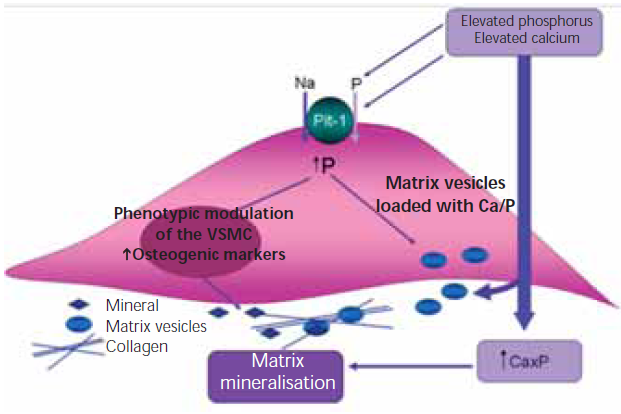 Elevated phosphorus
Elevated calcium
Na
P
Pit-1
↑P
Matrix vesicles
loaded with Ca/P
Phenotypic modulation
of the VSMC
↑Osteogenic markers
Mineral
Matrix vesicles
Collagen
Matrix
mineralisation
↑CaxP